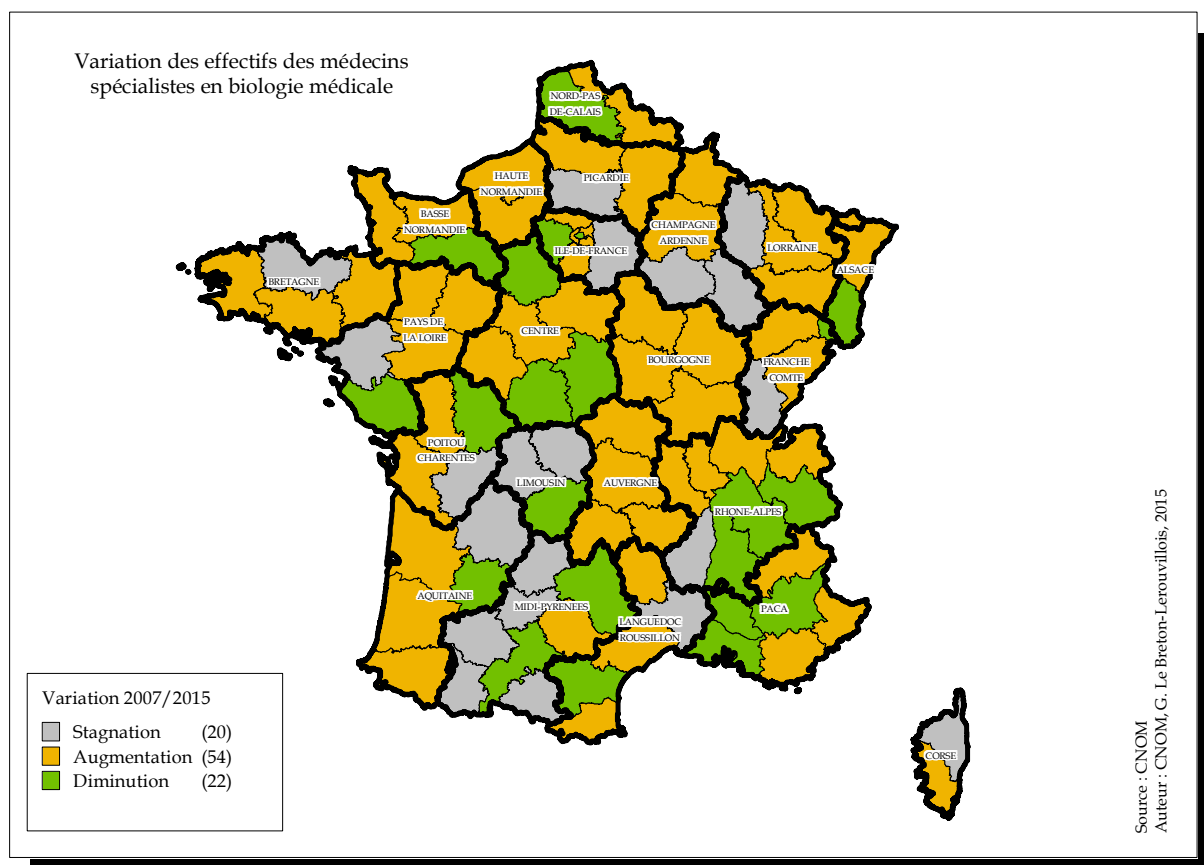 Variation des effectifs des médecins
spécialistes en biologie médicale
NORD-PAS
DE-CALAIS
HAUTE
NORMANDIE
PICARDIE
BASSE
NORMANDIE
ILE-DE-FRANCE
CHAMPAGNE
ARDENNE
LORRAINE
ALSACE
BRETAGNE
PAYS DE
LA LOIRE
CENTRE
BOURGOGNE
FRANCHE
COMTE
POITOU
CHARENTES
LIMOUSIN
AUVERGNE
RHONE-ALPES
AQUITAINE
MIDI-PYRENEES
LANGUEDOC
ROUSSILLON
PACA
CORSE
Variation 2007/2015
Stagnation (20)
Augmentation (54)
Diminution (22)
Source : CNOM
Auteur : CNOM, G. Le Breton-Lerouvillois, 2015